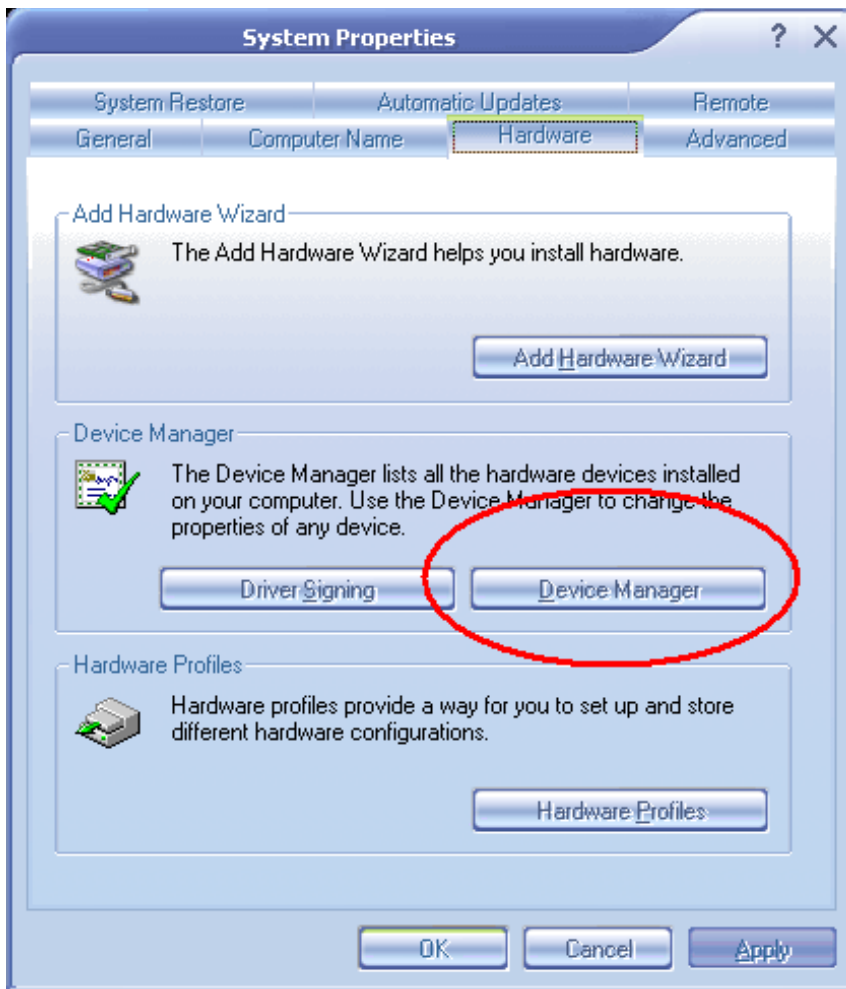 System Properties
? X
System Restore Automatic Updates Remote
General Computer Name Hardware Advanced
Add Hardware Wizard
The Add Hardware Wizard helps you install hardware.
Add Hardware Wizard
Device Manager
The Device Manager lists all the hardware devices installed
on your computer. Use the Device Manager to change the
properties of any device.
Driver Signing Device Manager
Hardware Profiles
Hardware profiles provide a way for you to set up and store
different hardware configurations.
Hardware Profiles
OK Cancel Apply